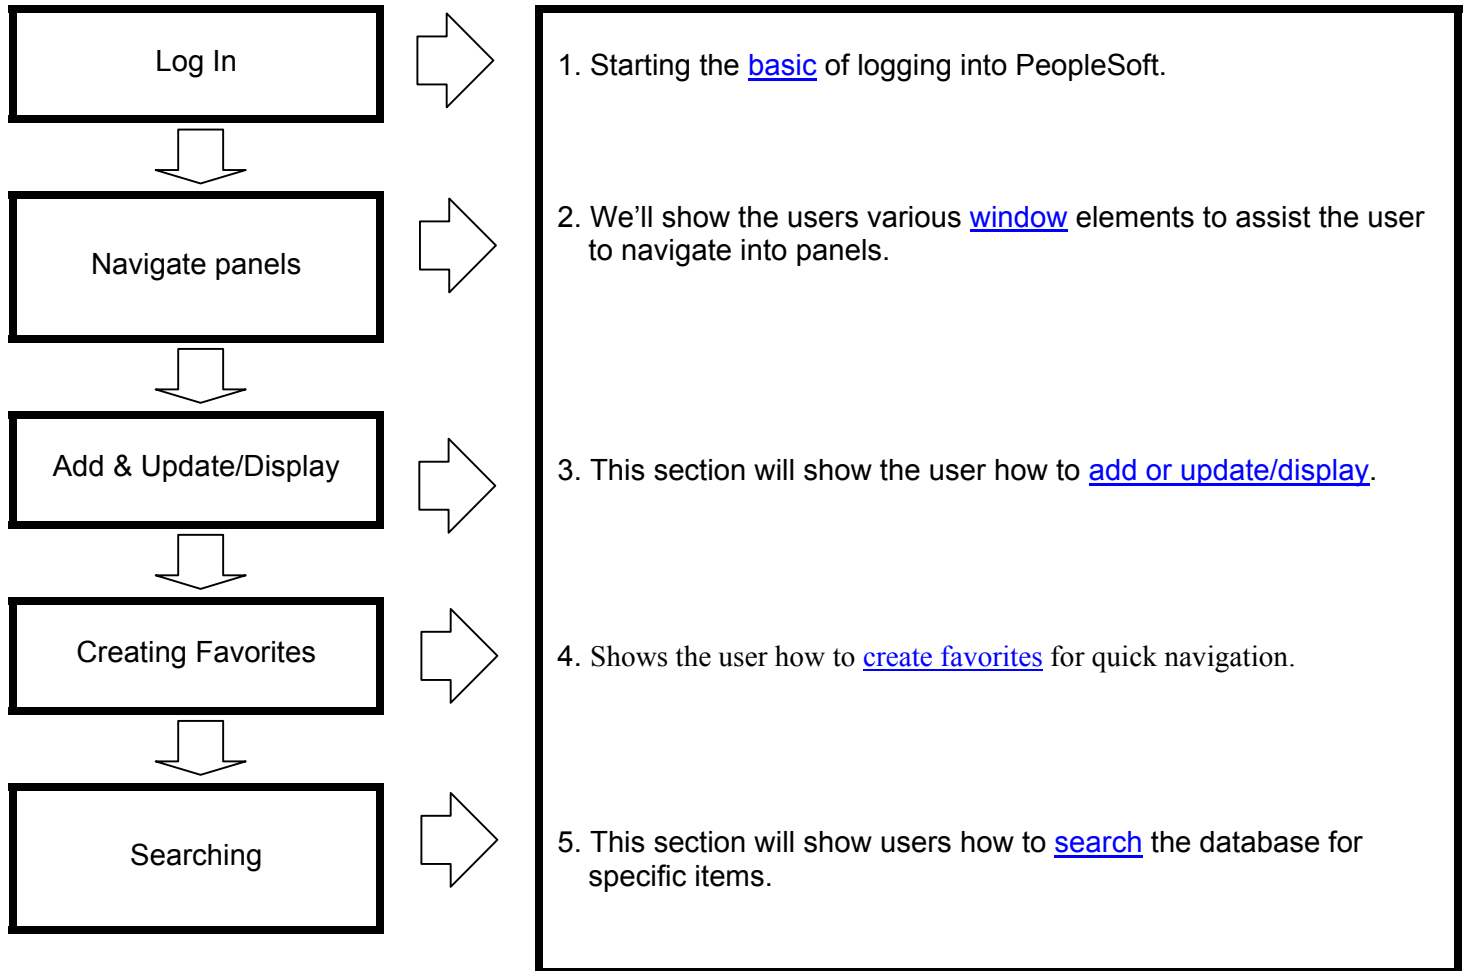 Log In
1. Starting the basic of logging into PeopleSoft.
Navigate panels
2. We’ll show the users various window elements to assist the user
to navigate into panels.
Add & Update/Display
3. This section will show the user how to add or update/display.
Creating Favorites
4. Shows the user how to create favorites for quick navigation.
Searching
5. This section will show users how to search the database for
specific items.